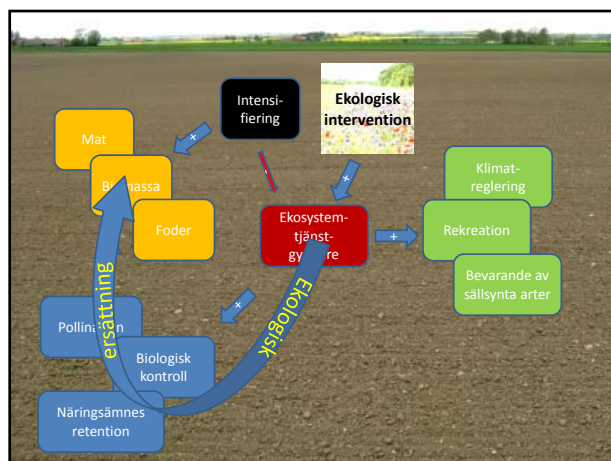 Intensi-
fiering
Ekologisk
intervention
Mat
Foder
Klimat-
reglering
Rekreation
Bevarande av
sällsynta arter
Ekosystem-
tjänst-
+
+
+
+
ersättning
Ekologisk
Biologisk
kontroll
Näringsämnes
retention